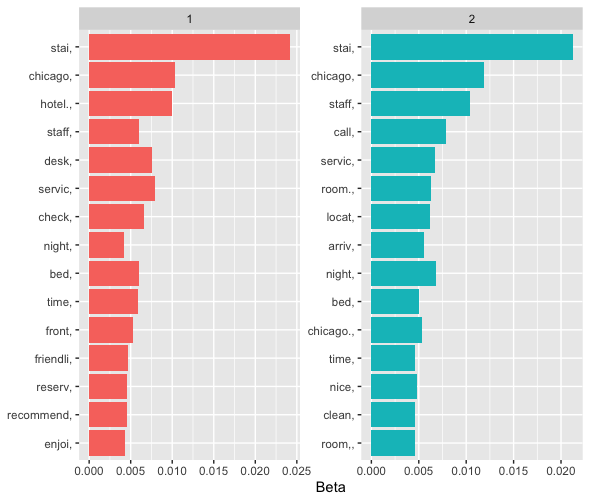 1
stai,
chicago,
hotel.,
staff,
desk,
servic,
check,
night,
bed,
time,
front,
friendli,
reserv,
recommend,
enjoi,
0.000 0.005 0.010 0.015 0.020 0.025
2
stai,
chicago,
staff,
call,
servic,
room.,
locat,
arriv,
night,
bed,
chicago.,
time,
nice,
clean,
room,,
0.000 0.005 0.010 0.015 0.020
Beta